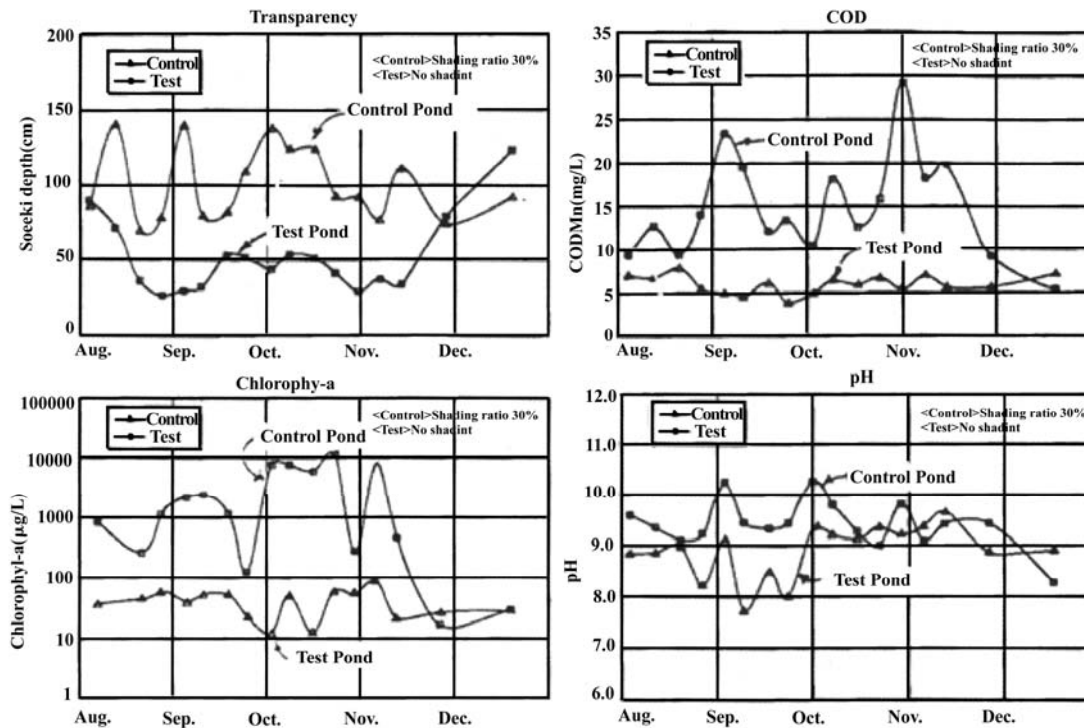 Transparency
200
150
100
50
0
Soeeki depth(cm)
Control
Test
<Control>Shading ratio 30%
<Test>No shadint
Control Pond
Test Pond
Aug. Sep. Oct. Nov. Dec.
COD
35
30
25
20
15
10
5
0
CODMn(mg/L)
Control
Test
<Control>Shading ratio 30%
<Test>No shadint
Control Pond
Test Pond
Aug. Sep. Oct. Nov. Dec.
Chlorophy-a
100000
10000
1000
100
10
1
Chlorophyl-a(μg/L)
Control
Test
<Control>Shading ratio 30%
<Test>No shadint
Control Pond
Test Pond
Aug. Sep. Oct. Nov. Dec.
pH
12.0
11.0
10.0
9.0
8.0
7.0
6.0
pH
Control
Test
<Control>Shading ratio 30%
<Test>No shadint
Control Pond
Test Pond
Aug. Sep. Oct. Nov. Dec.